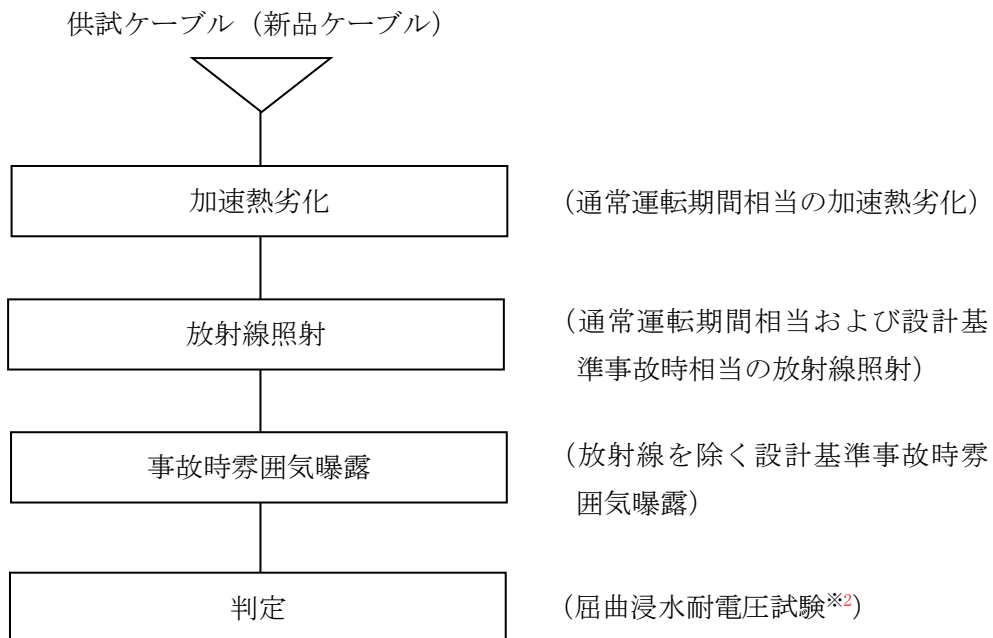 供試ケーブル（新品ケーブル）
加速熱劣化
（通常運転期間相当の加速熱劣化）
放射線照射
（通常運転期間相当および設計基
準事故時相当の放射線照射）
事故時雰囲気曝露
（放射線を除く設計基準事故時雰
囲気曝露）
判定
（屈曲浸水耐電圧試験※2）